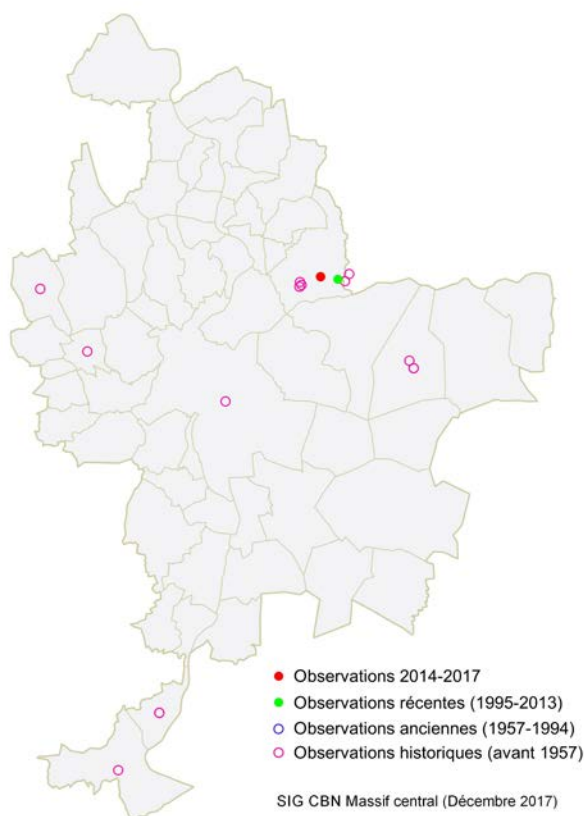 Observations 2014-2017
Observations récentes (1995-2013)
Observations anciennes (1957-1994)
Observations historiques (avant 1957)
SIG CBN Massif central (Décembre 2017)